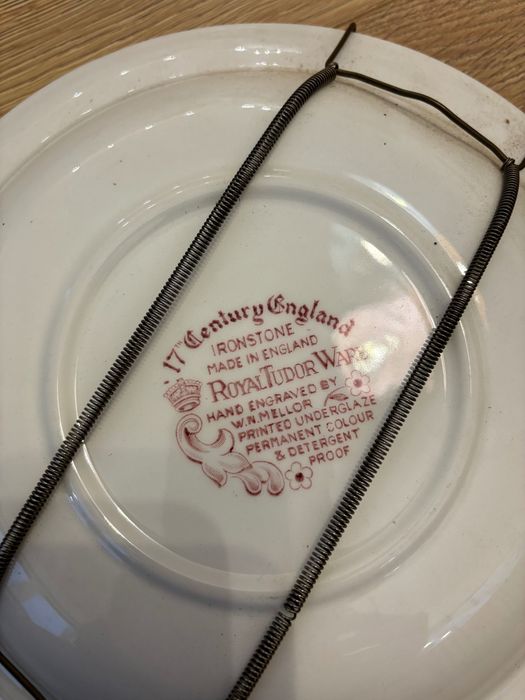 17TH Century England
IRONSTONE
MADE IN ENGLAND
ROYAL TUDOR WARE
HAND ENGRAVED BY
W.N.MELLOR
PRINTED UNDERGLAZE
PERMANENT COLOUR
& DETERGENT
PROOF